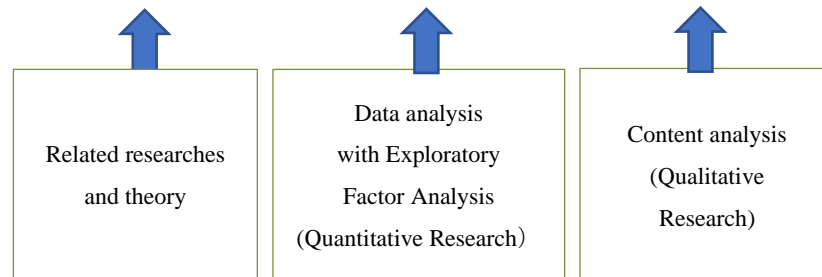 Related researches
and theory
Data analysis
with Exploratory
Factor Analysis
(Quantitative Research）
Content analysis
(Qualitative
Research)